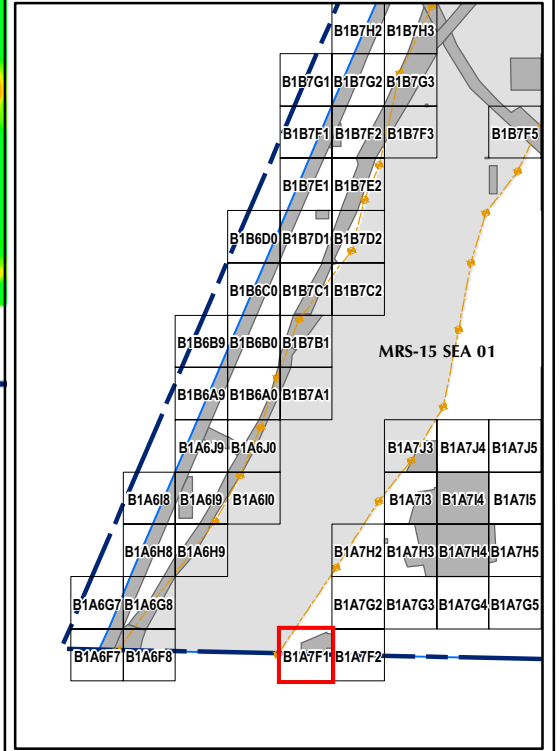 B1B7H2 B1B7H3
B1B7G1 B1B7G2 B1B7G3
B1B7F1 B1B7F2 B1B7F3 B1B7F5
B1B7E1 B1B7E2
B1B6D0 B1B7D1 B1B7D2
B1B6C0 B1B7C1 B1B7C2
B1B6B9 B1B6B0 B1B7B1
MRS-15 SEA 01
B1B6A9 B1B6A0 B1B7A1
B1A6J9 B1A6J0 B1A7J3 B1A7J4 B1A7J5
B1A6I8 B1A6I9 B1A6I0 B1A7I3 B1A7I4 B1A7I5
B1A6H8 B1A6H9 B1A7H2 B1A7H3 B1A7H4 B1A7H5
B1A6G7 B1A6G8 B1A7G2 B1A7G3 B1A7G4 B1A7G5
B1A6F7 B1A6F8 B1A7F1 B1A7F2